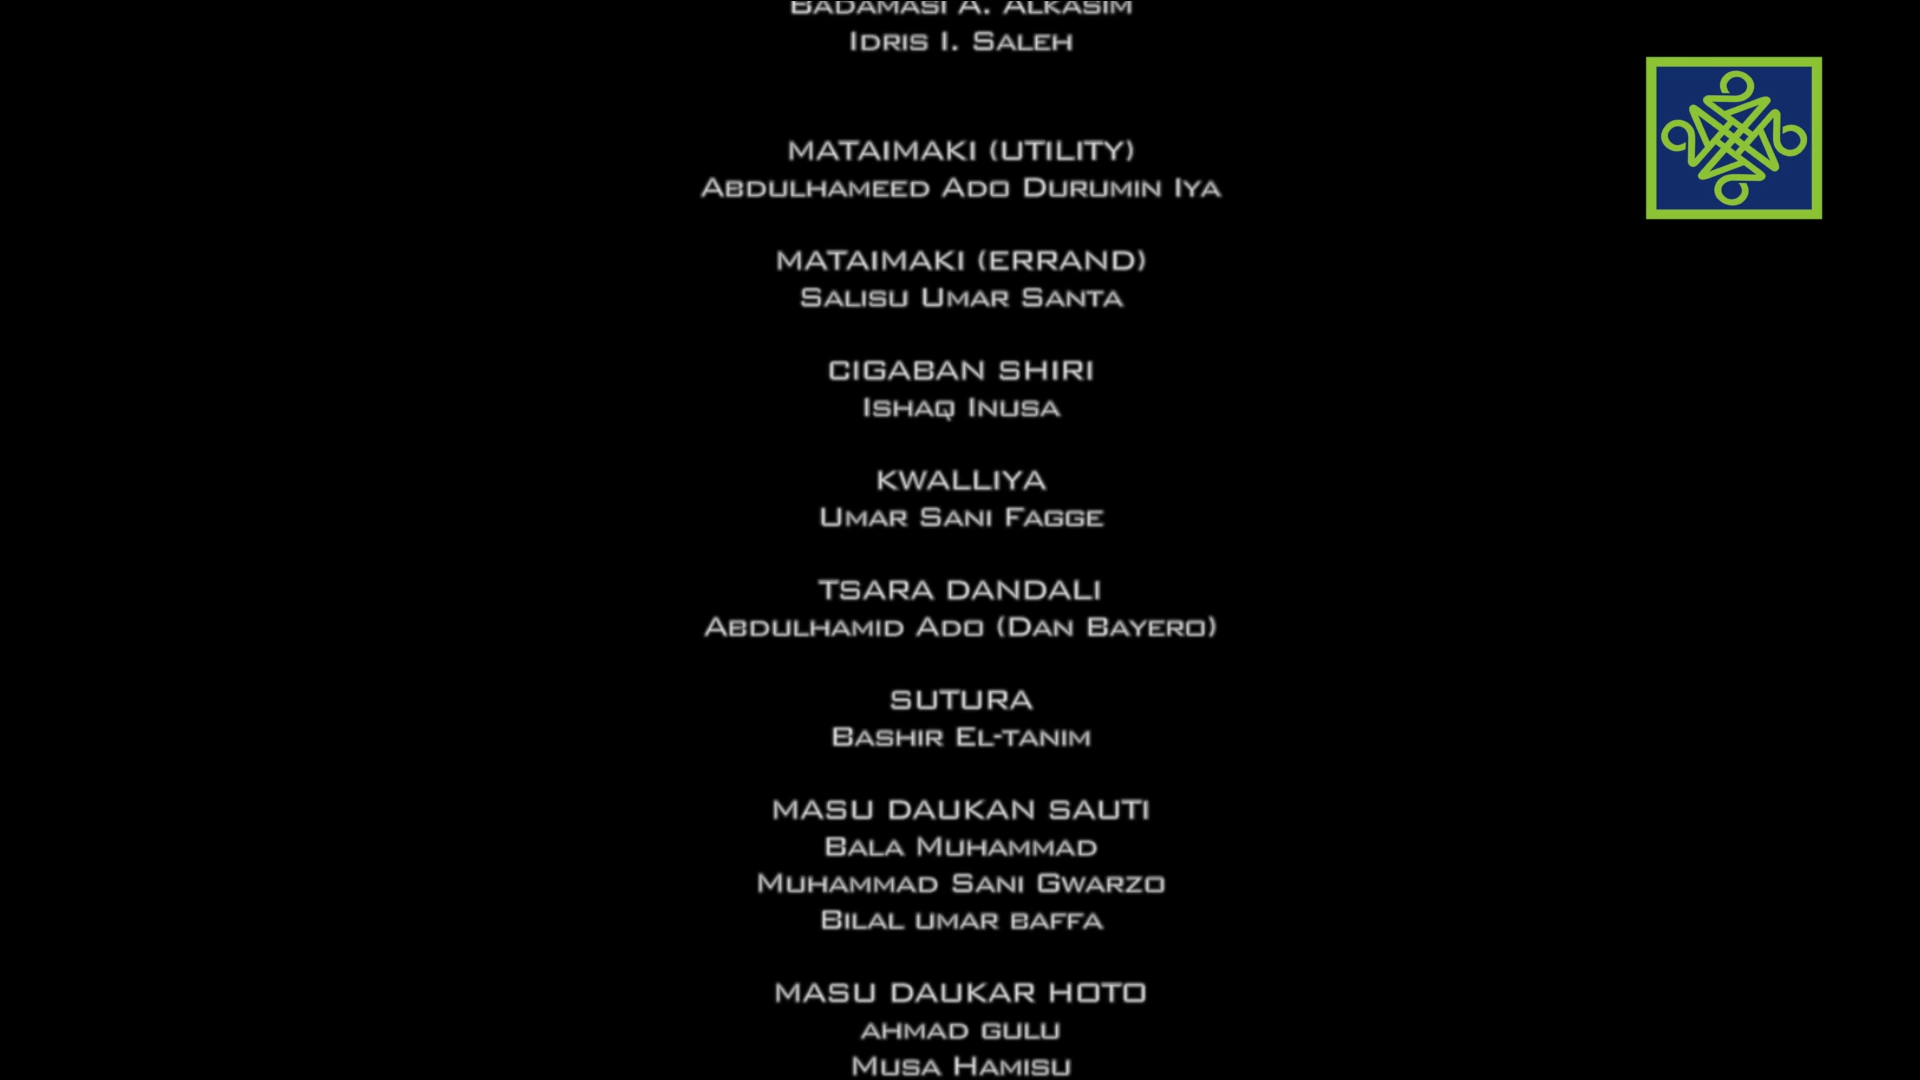 BADAMASI A. ALKASIM
IDRIS I. SALEH
MATAIMAKI (UTILITY)
ABDULHAMEED ADO DURUMIN IYA
MATAIMAKI (ERRAND)
SALISU UMAR SANTA
CIGABAN SHIRI
ISHAQ INUSA
KWALLIYA
UMAR SANI FAGGE
TSARA DANDALI
ABDULHAMID ADO (DAN BAYERO)
SUTURA
BASHIR EL-TANIM
MASU DAUKAN SAUTI
BALA MUHAMMAD
MUHAMMAD SANI GWARZO
BILAL UMAR BAFFA
MASU DAUKAR HOTO
AHMAD GULU
MUSA HAMISU